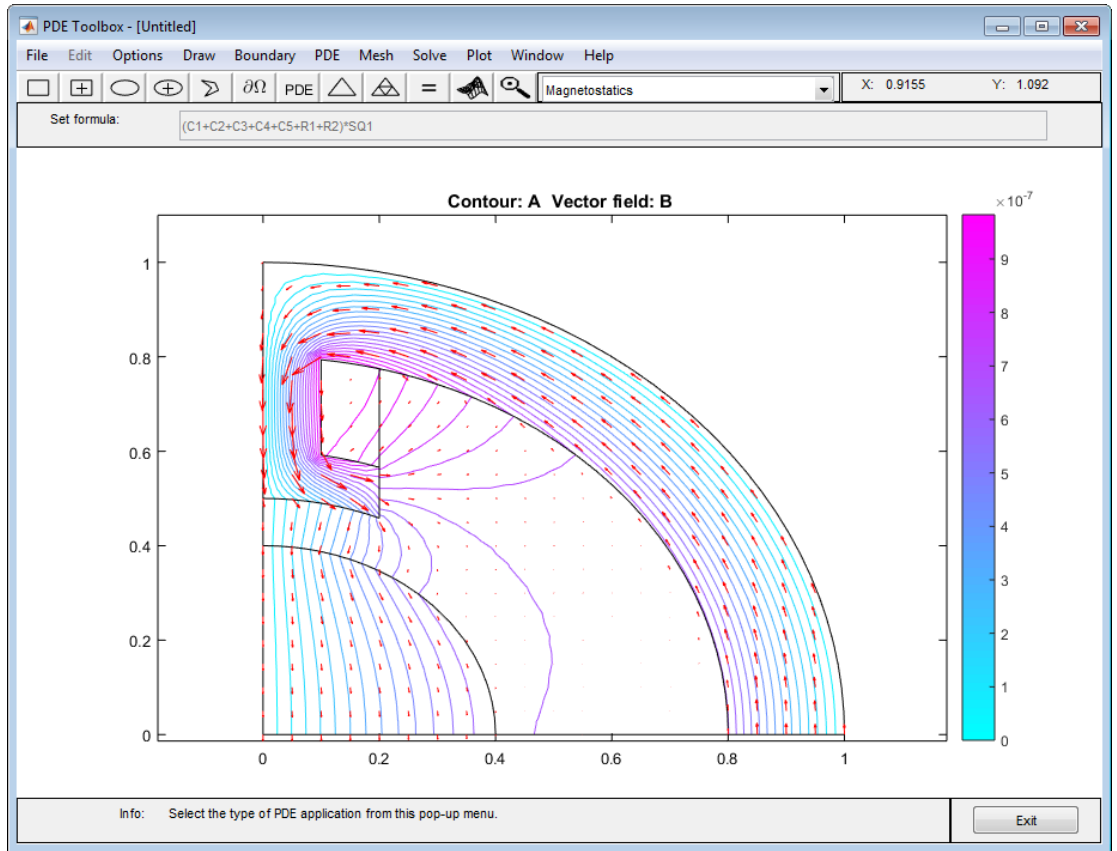 PDE Toolbox - [Untitled]
File Edit Options Draw Boundary PDE Mesh Solve Plot Window Help
∂Ω PDE = Magnetostatics X: 0.9155 Y: 1.092
Set formula: (C1+C2+C3+C4+C5+R1+R2)*SQ1
Contour: A Vector field: B
× 10⁻⁷
1
0.8
0.6
0.4
0.2
0
0 0.2 0.4 0.6 0.8 1
9
8
7
6
5
4
3
2
1
0
Info: Select the type of PDE application from this pop-up menu.
Exit